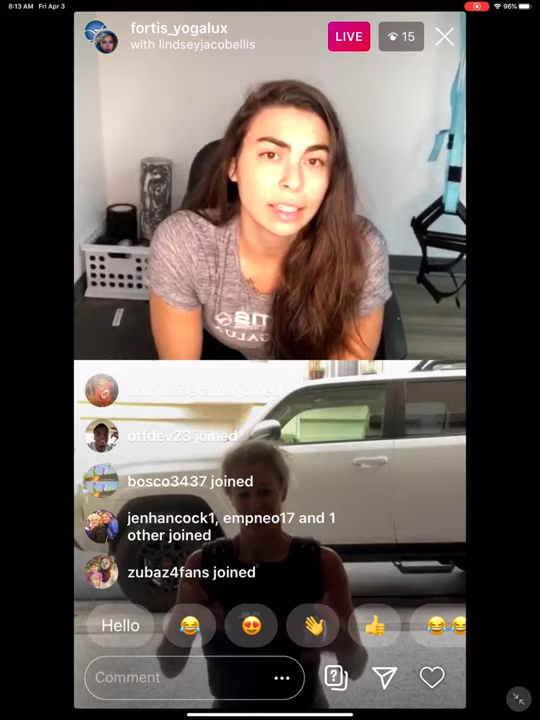 8:13 AM Fri Apr 3
96%
fortis_yogalux
with lindseyjacobellis
LIVE
15
joined
otfdev23 joined
bosco3437 joined
jenhancock1, empneo17 and 1
other joined
zubaz4fans joined
Hello
Comment